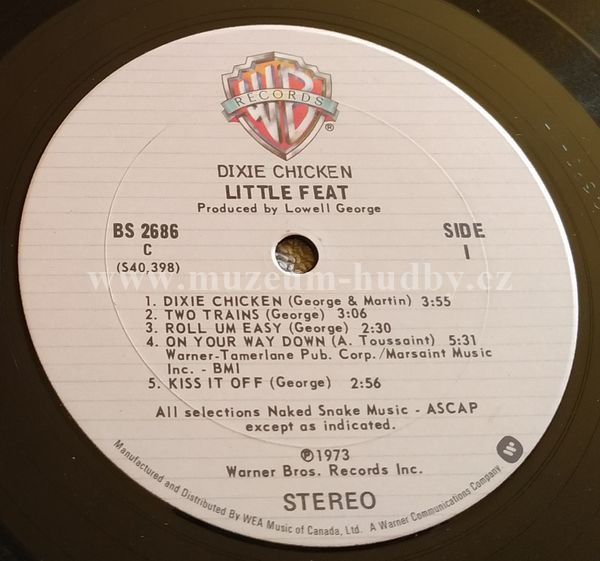 WB
RECORDS
®
DIXIE CHICKEN
LITTLE FEAT
Produced by Lowell George
BS 2686
C
(S40,398)
SIDE
1
www.muzeum-hudby.cz
1. DIXIE CHICKEN (George & Martin) 3:55
2. TWO TRAINS (George) 3:06
3. ROLL UM EASY (George) 2:30
4. ON YOUR WAY DOWN (A. Toussaint) 5:31
Warner-Tamerlane Pub. Corp./Marsaint Music
Inc. - BMI
5. KISS IT OFF (George) 2:56
All selections Naked Snake Music - ASCAP
except as indicated.
℗1973
Warner Bros. Records Inc.
STEREO
Manufactured and Distributed By WEA Music of Canada, Ltd. A Warner Communications Company